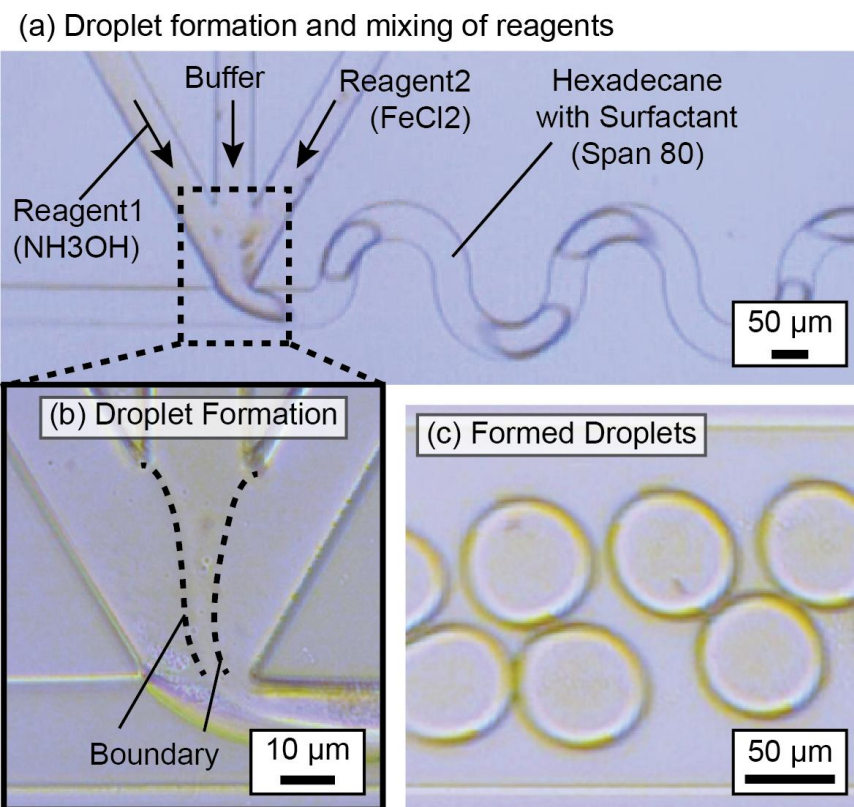 (a) Droplet formation and mixing of reagents
Buffer
Reagent2
(FeCl2)
Hexadecane
with Surfactant
(Span 80)
Reagent1
(NH3OH)
50 μm
(b) Droplet Formation
Boundary
10 μm
(c) Formed Droplets
50 μm